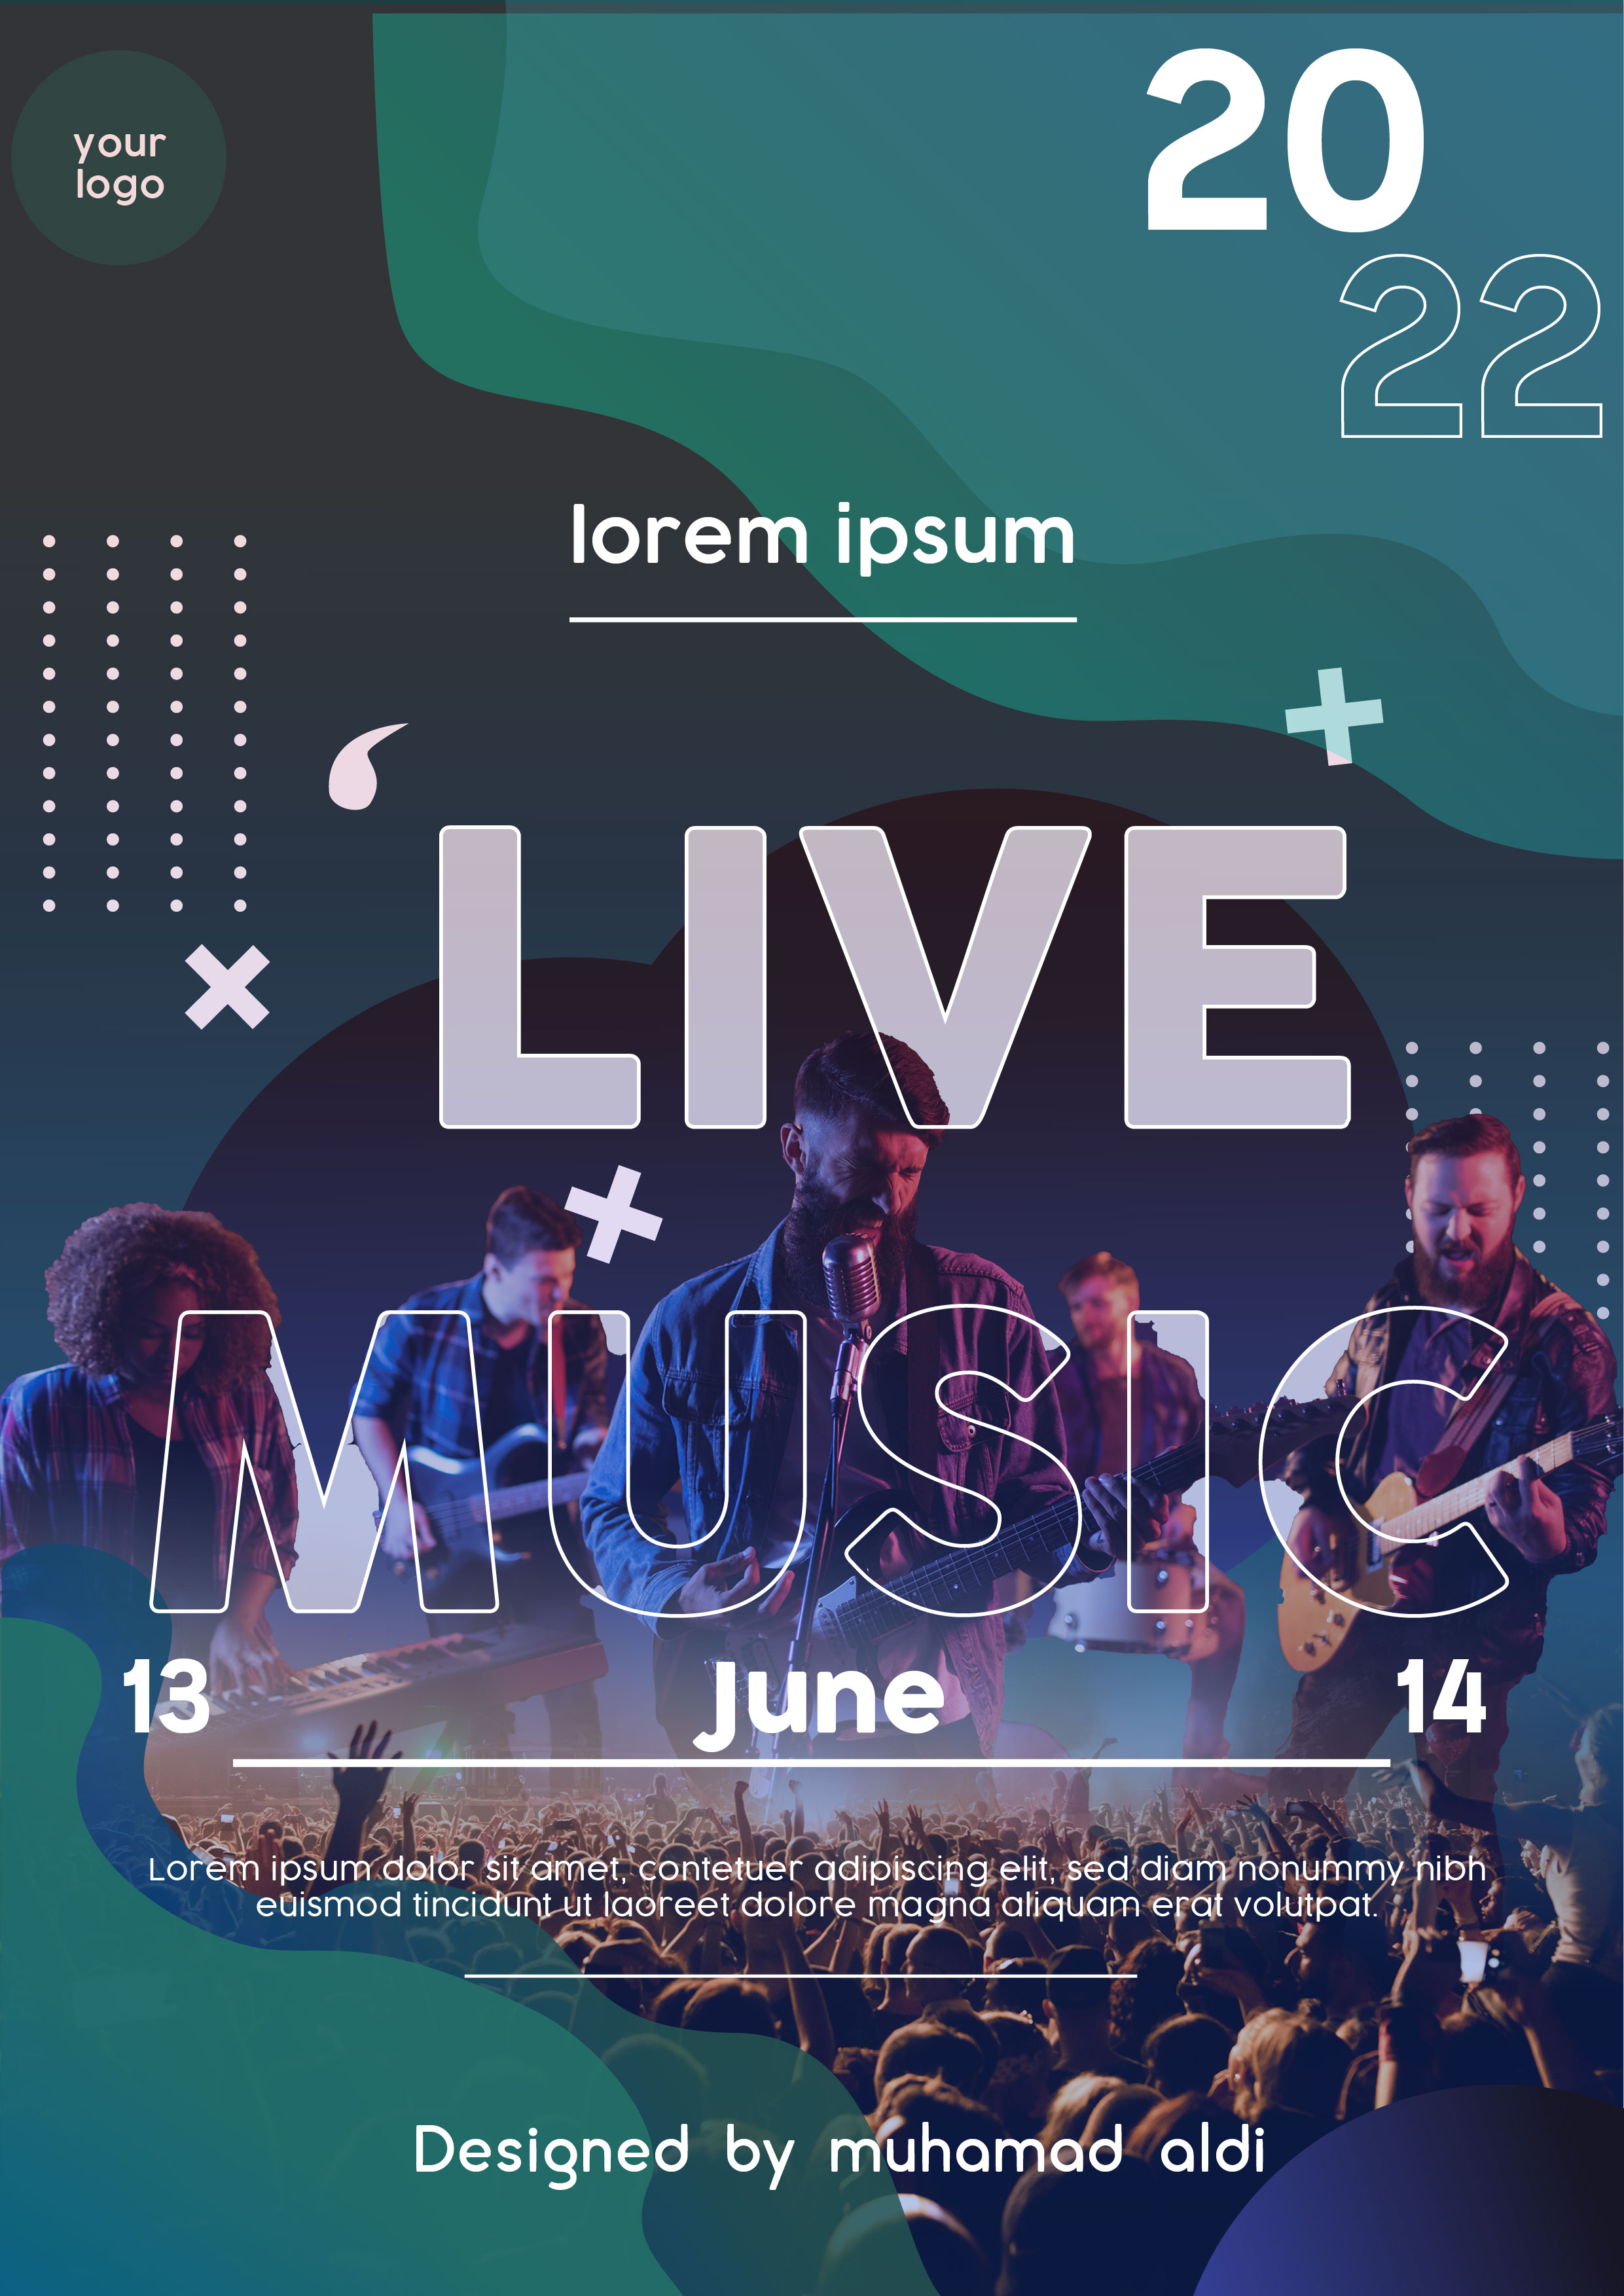 your
logo
20
22
lorem ipsum
LIVE
MUSIC
13 June 14
Lorem ipsum dolor sit amet, contetuer adipiscing elit, sed diam nonummy nibh
euismod tincidunt ut laoreet dolore magna aliquam erat volutpat.
Designed by muhamad aldi